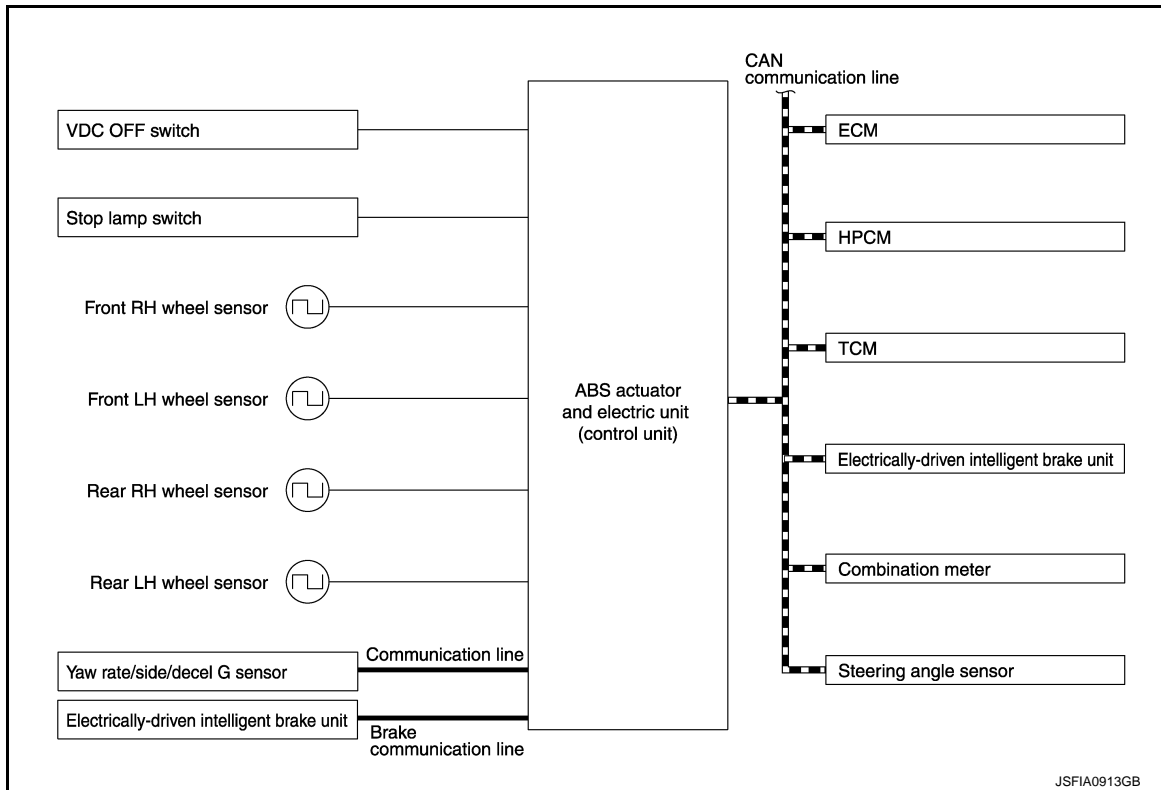 CAN
communication line
VDC OFF switch
Stop lamp switch
Front RH wheel sensor
Front LH wheel sensor
Rear RH wheel sensor
Rear LH wheel sensor
Yaw rate/side/decel G sensor
Communication line
Electrically-driven intelligent brake unit
Brake
communication line
ABS actuator
and electric unit
(control unit)
ECM
HPCM
TCM
Electrically-driven intelligent brake unit
Combination meter
Steering angle sensor
JSFIA0913GB